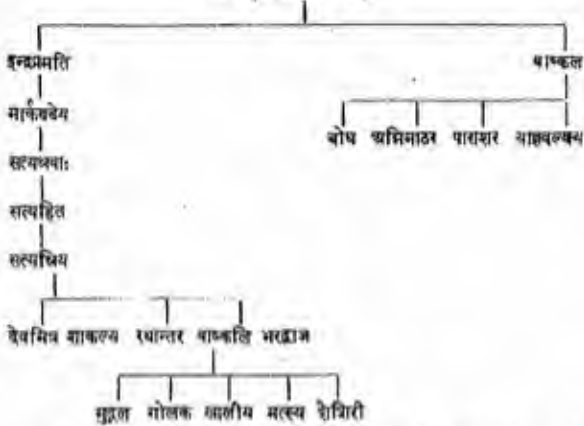 इन्द्रप्रमति बाष्कल
मार्कण्डेय
बोध अग्निमाठर पाराशर याज्ञवल्क्य
सत्यश्रवाः
सत्यहित
सत्यश्रिय
देवमित्र शाकल्य रथान्तर बाष्कलि भरद्वाज
मुद्गल गोलक खालीय मत्स्य शैशिरी